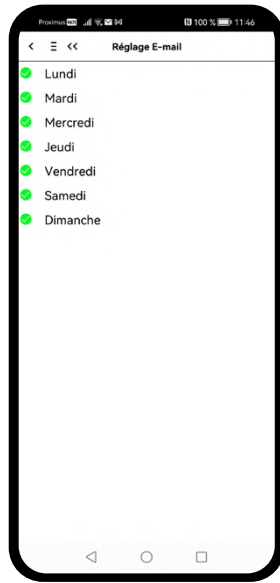 Proximus 100 % 11:46
Réglage E-mail
Lundi
Mardi
Mercredi
Jeudi
Vendredi
Samedi
Dimanche